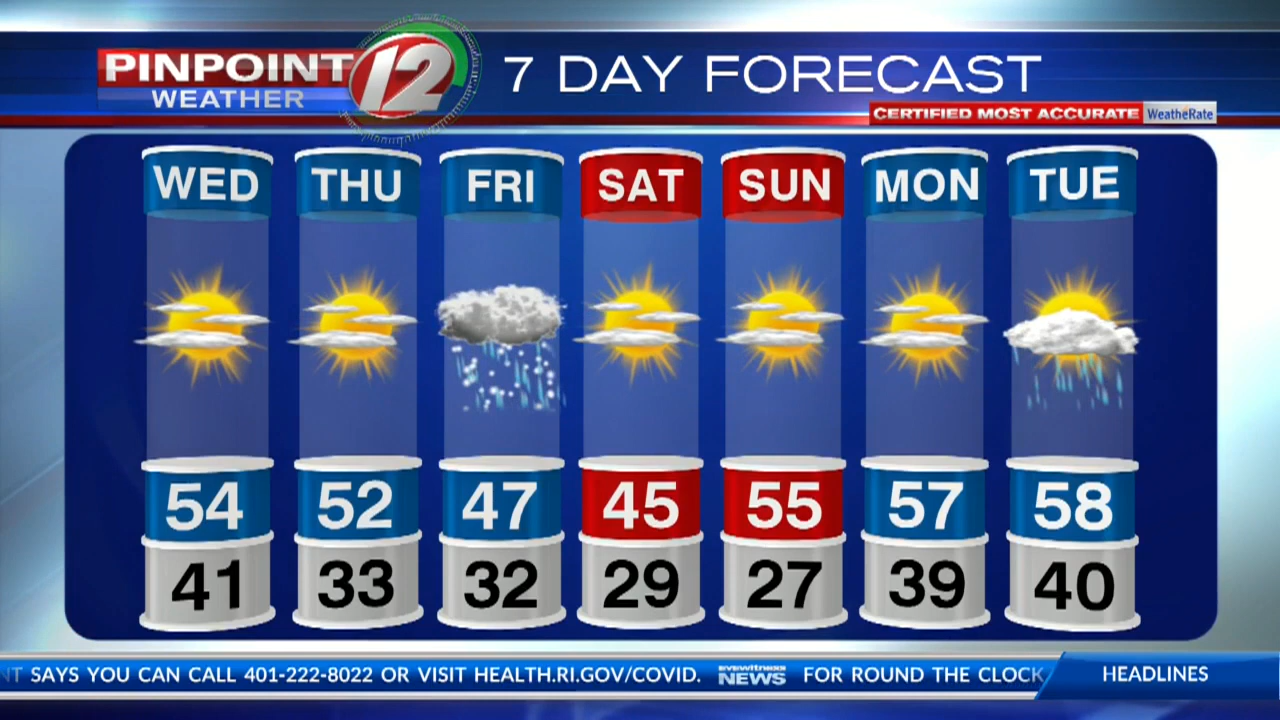 PINPOINT 12
WEATHER
7 DAY FORECAST
CERTIFIED MOST ACCURATE WeatheRate
WED THU FRI SAT SUN MON TUE
54 52 47 45 55 57 58
41 33 32 29 27 39 40
NT SAYS YOU CAN CALL 401-222-8022 OR VISIT HEALTH.RI.GOV/COVID. EYEWITNESS NEWS FOR ROUND THE CLOCK HEADLINES